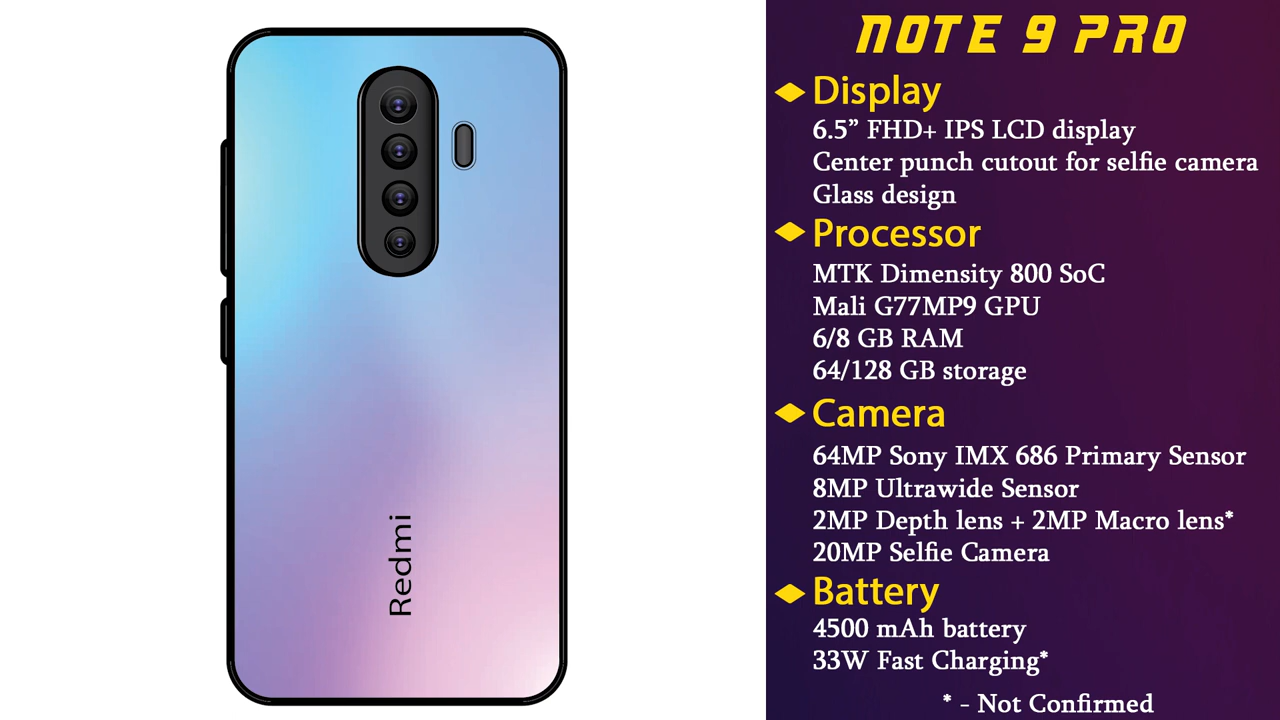 Redmi
NOTE 9 PRO
Display
6.5” FHD+ IPS LCD display
Center punch cutout for selfie camera
Glass design
Processor
MTK Dimensity 800 SoC
Mali G77MP9 GPU
6/8 GB RAM
64/128 GB storage
Camera
64MP Sony IMX 686 Primary Sensor
8MP Ultrawide Sensor
2MP Depth lens + 2MP Macro lens*
20MP Selfie Camera
Battery
4500 mAh battery
33W Fast Charging*
* - Not Confirmed